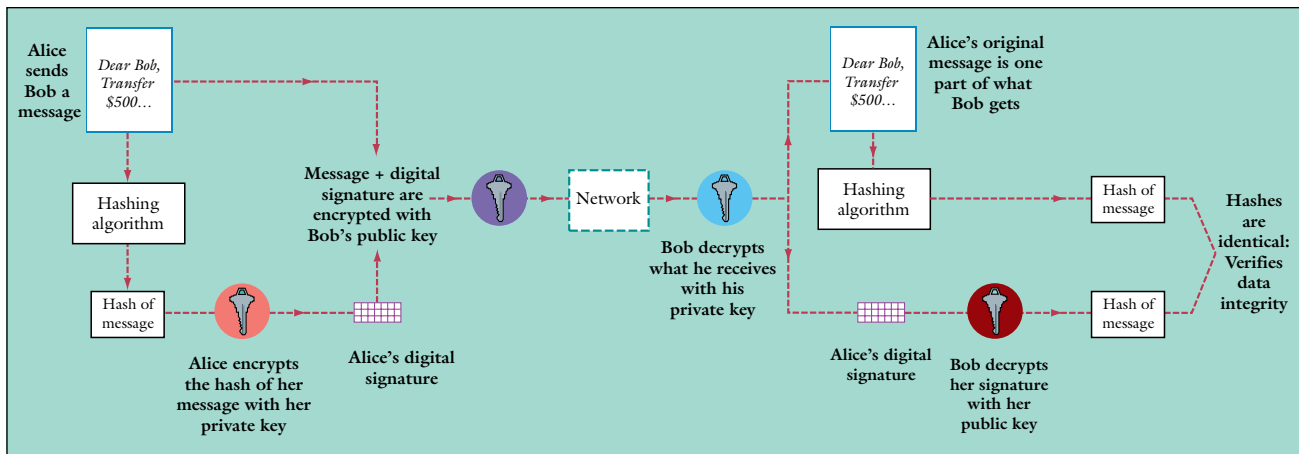 Alice
sends
Bob a
message
Dear Bob,
Transfer
$500…
Hashing
algorithm
Hash of
message
Alice encrypts
the hash of her
message with her
private key
Alice’s digital
signature
Message + digital
signature are
encrypted with
Bob’s public key
Network
Bob decrypts
what he receives
with his
private key
Dear Bob,
Transfer
$500…
Alice’s original
message is one
part of what
Bob gets
Hashing
algorithm
Hash of
message
Alice’s digital
signature
Bob decrypts
her signature
with her
public key
Hash of
message
Hashes
are
identical:
Verifies
data
integrity